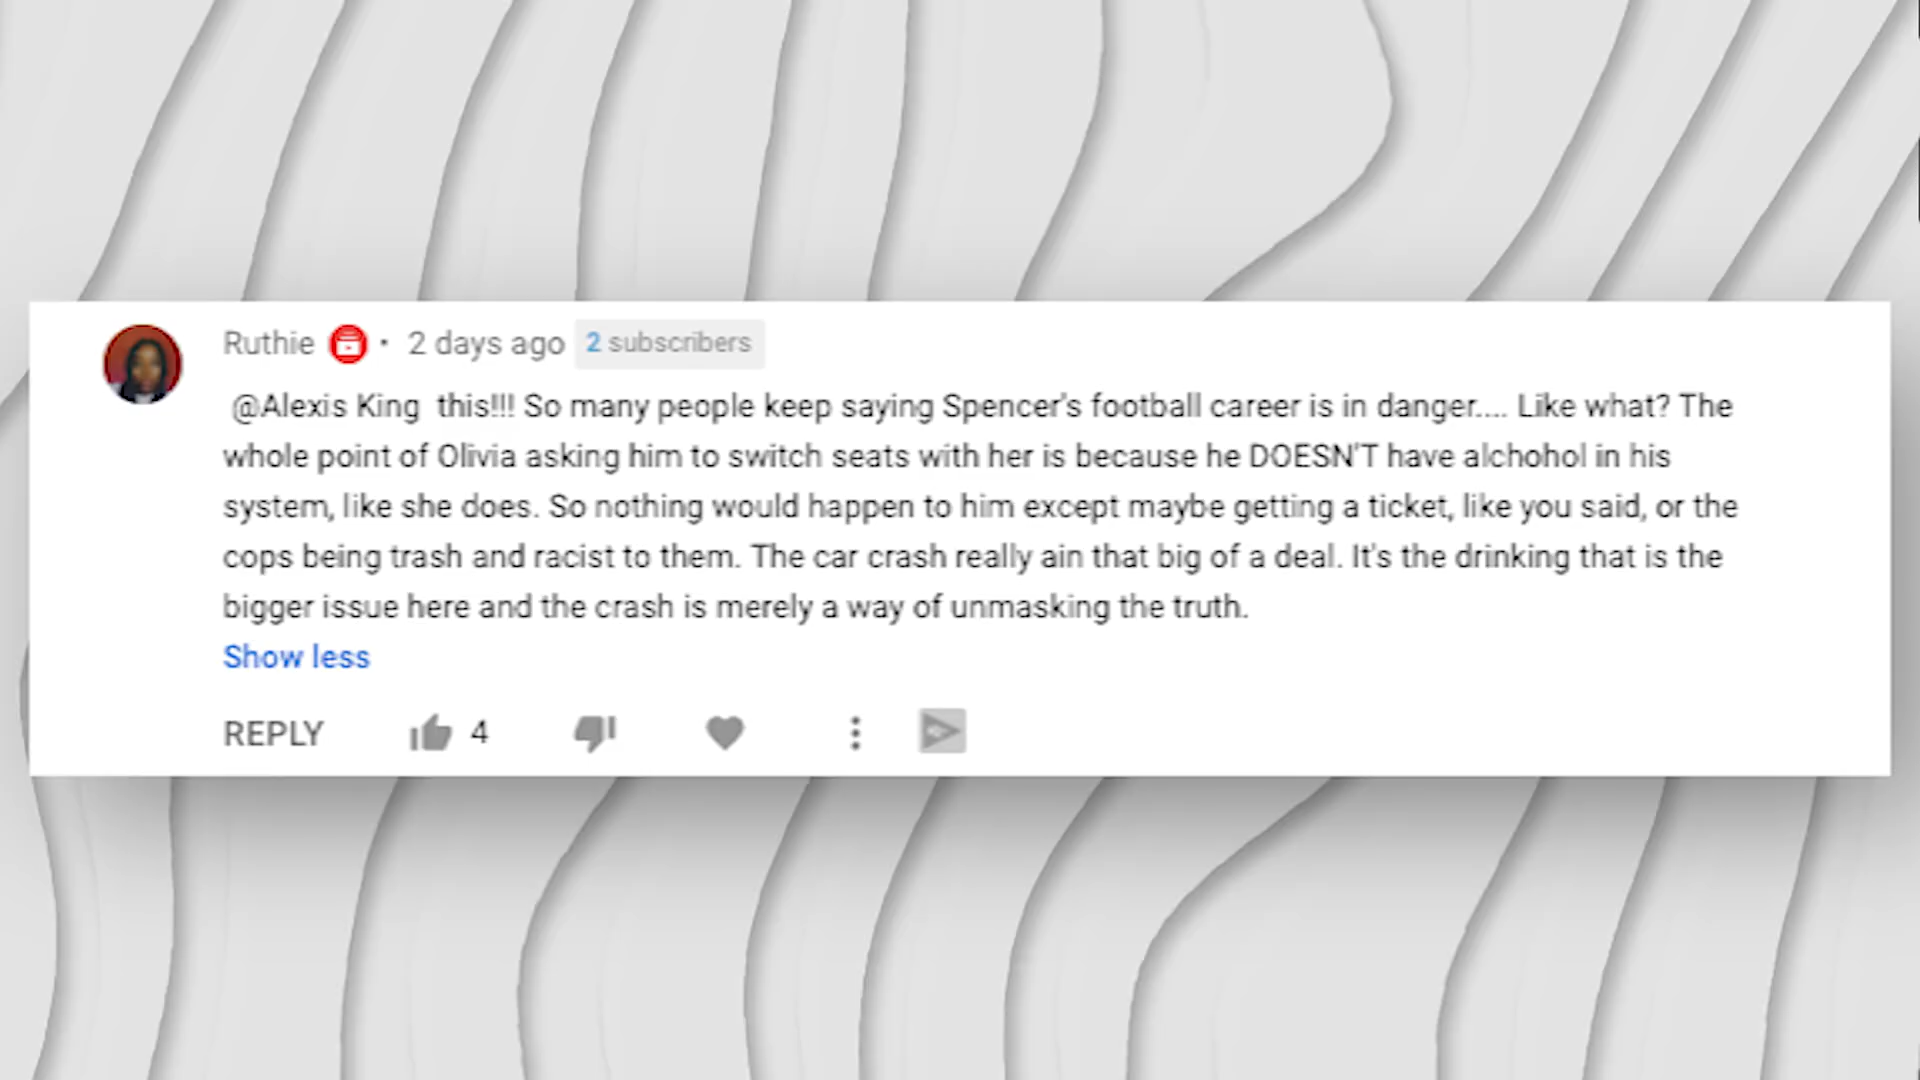 Ruthie • 2 days ago 2 subscribers
@Alexis King this!!! So many people keep saying Spencer's football career is in danger.... Like what? The
whole point of Olivia asking him to switch seats with her is because he DOESN'T have alchohol in his
system, like she does. So nothing would happen to him except maybe getting a ticket, like you said, or the
cops being trash and racist to them. The car crash really ain that big of a deal. It's the drinking that is the
bigger issue here and the crash is merely a way of unmasking the truth.
Show less
REPLY 4